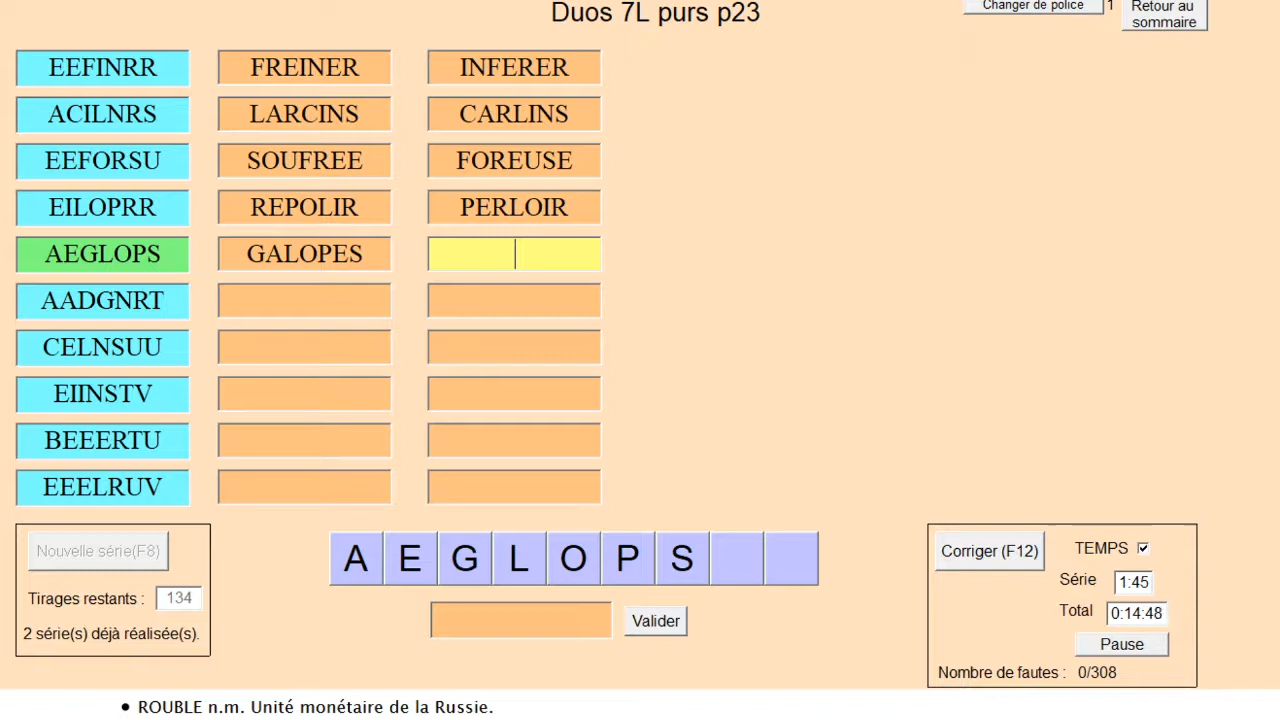 Duos 7L purs p23
Changer de police 1 Retour au sommaire
EEFINRR FREINER INFERER
ACILNRS LARCINS CARLINS
EEFORSU SOUFREE FOREUSE
EILOPRR REPOLIR PERLOIR
AEGLOPS GALOPES
AADGNRT
CELNSUU
EIINSTV
BEEERTU
EEELRUV
Nouvelle série(F8)
Tirages restants : 134
2 série(s) déjà réalisée(s).
A E G L O P S
Valider
Corriger (F12) TEMPS
Série 1:45
Total 0:14:48
Pause
Nombre de fautes : 0/308
• ROUBLE n.m. Unité monétaire de la Russie.